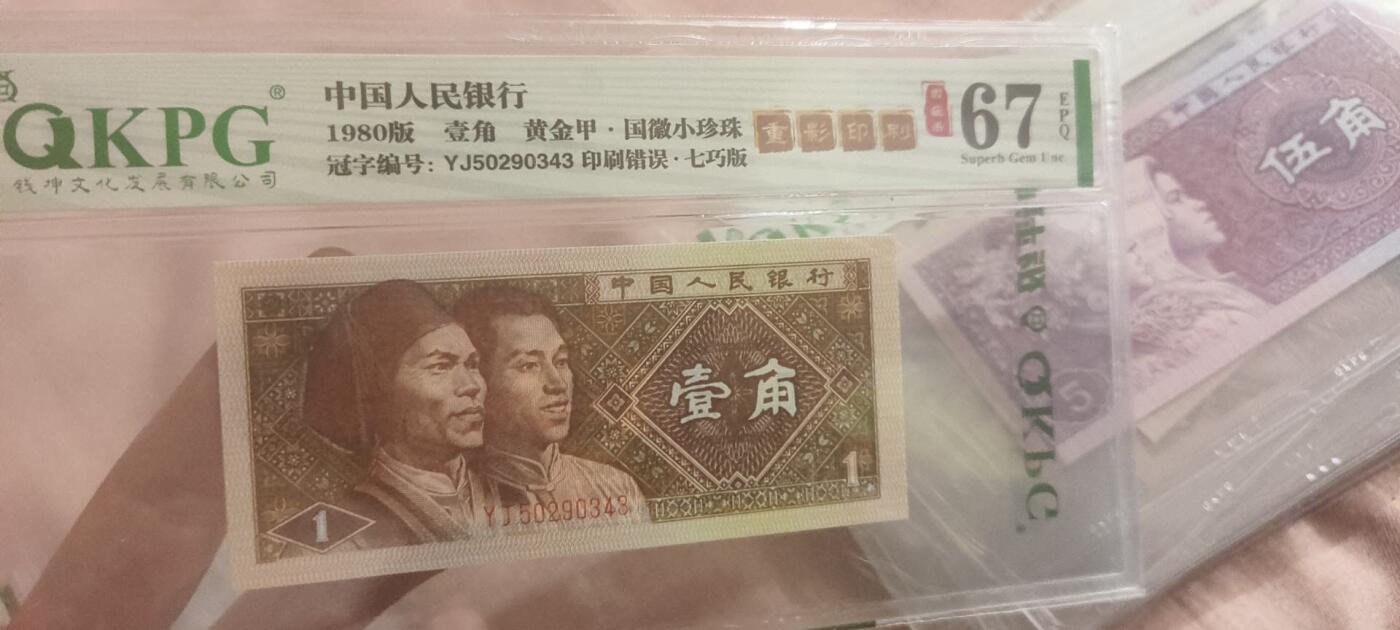 QKPG®
钱坤文化发展有限公司
中国人民银行
1980版 壹角 黄金甲·国徽小珍珠
冠字编号：YJ50290343 印刷错误·七巧版
重影印刷
67
EPQ
Superb Gem Unc
中国人民银行
壹角
1
1
YJ50290343
伍角
5